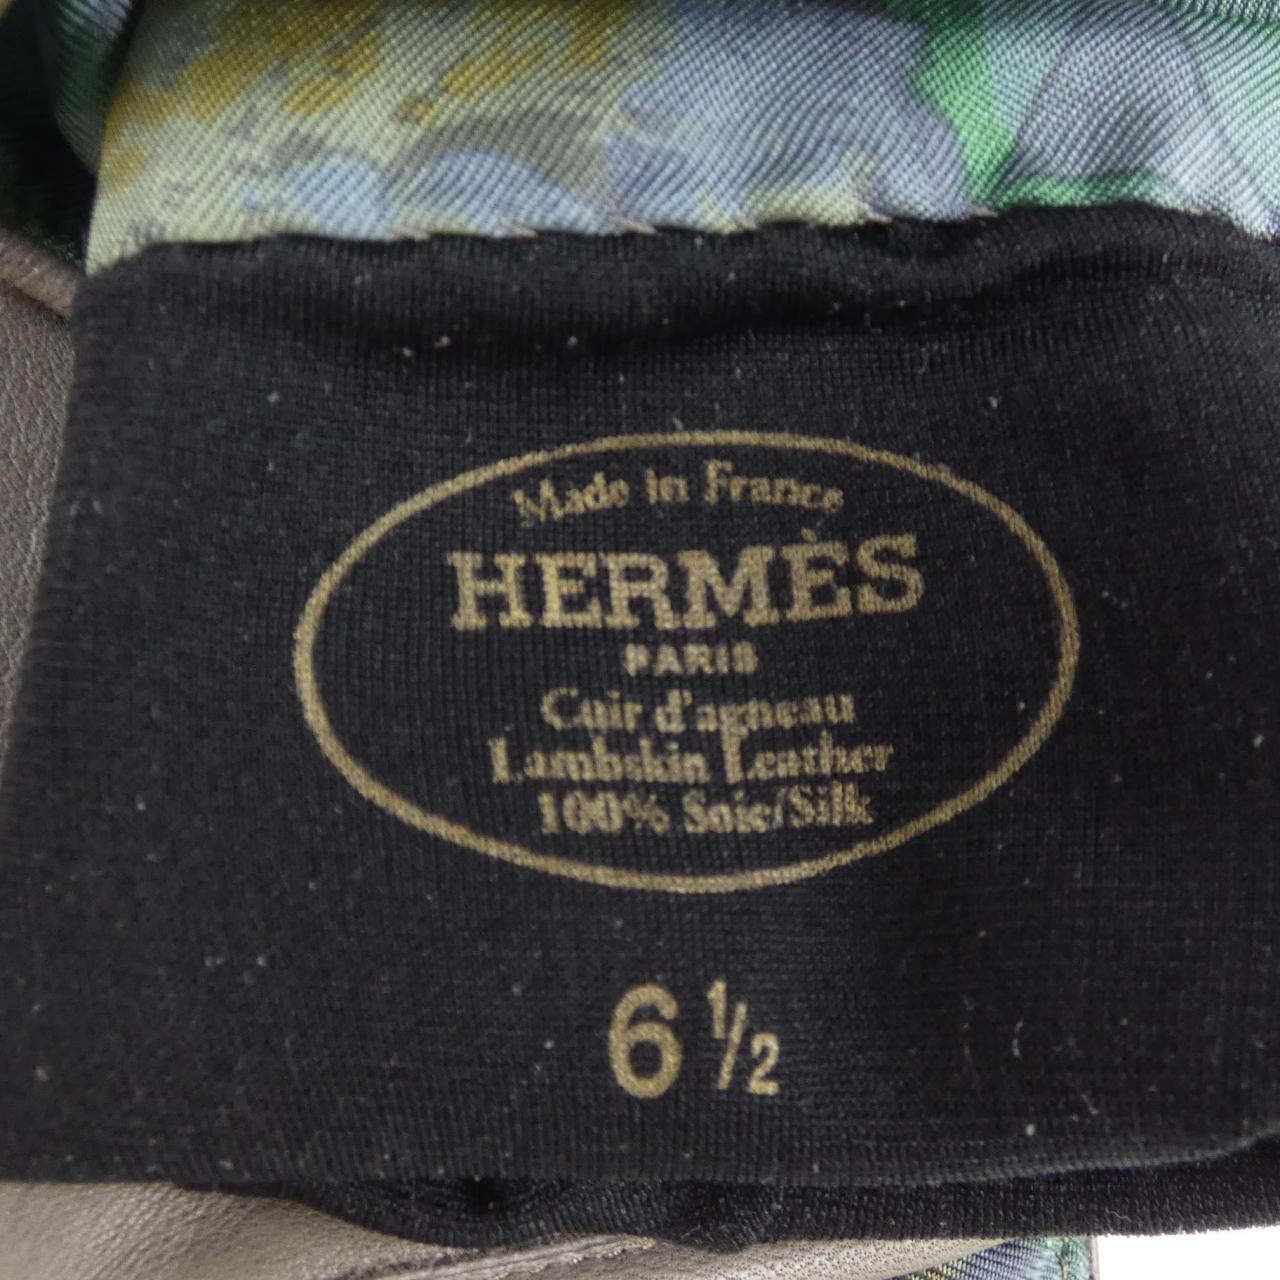 Made in France
HERMÈS
PARIS
Cuir d'agneau
Lambskin Leather
100% Soie/Silk
6 1/2